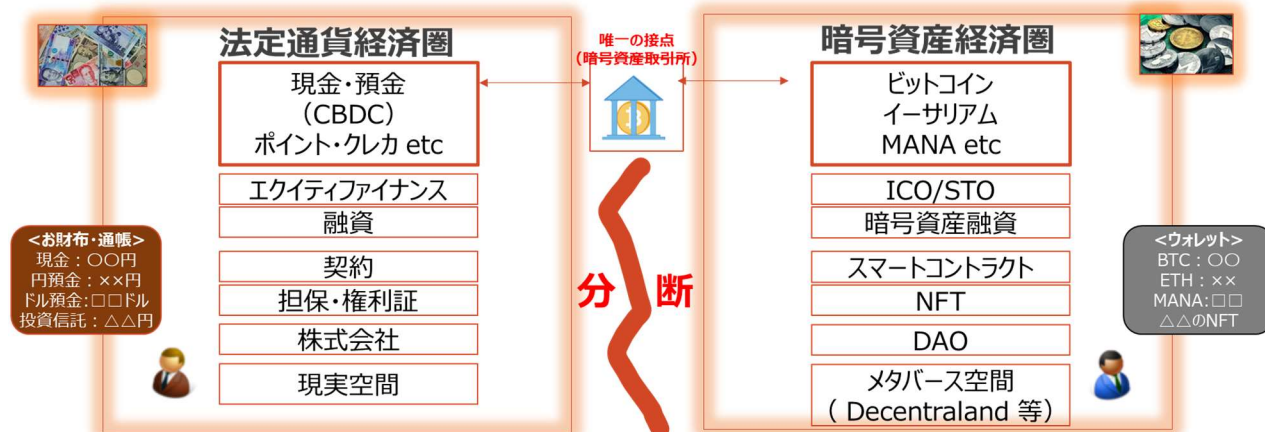 法定通貨経済圏
現金・預金
（CBDC）
ポイント・クレカ etc
エクイティファイナンス
融資
契約
担保・権利証
株式会社
現実空間
<お財布・通帳>
現金：〇〇円
円預金：××円
ドル預金：□□ドル
投資信託：△△円
唯一の接点
（暗号資産取引所）
分 断
暗号資産経済圏
ビットコイン
イーサリアム
MANA etc
ICO/STO
暗号資産融資
スマートコントラクト
NFT
DAO
メタバース空間
（ Decentraland 等）
<ウォレット>
BTC：〇〇
ETH：××
MANA：□□
△△のNFT